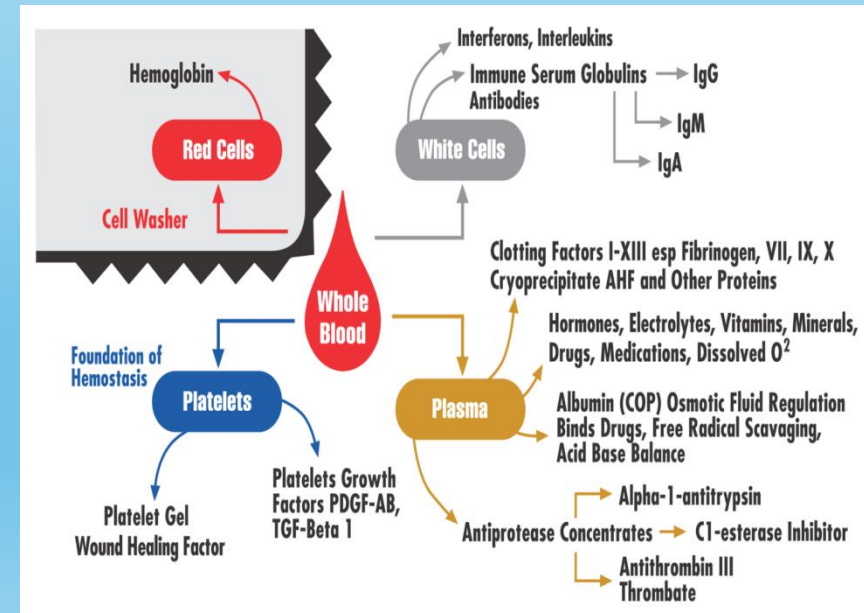 Hemoglobin
Red Cells
Cell Washer
Interferons, Interleukins
Immune Serum Globulins
Antibodies
IgG
IgM
IgA
White Cells
Whole
Blood
Foundation of
Hemostasis
Platelets
Platelet Gel
Wound Healing Factor
Platelets Growth
Factors PDGF-AB,
TGF-Beta 1
Plasma
Clotting Factors I-XIII esp Fibrinogen, VII, IX, X
Cryoprecipitate AHF and Other Proteins
Hormones, Electrolytes, Vitamins, Minerals,
Drugs, Medications, Dissolved O²
Albumin (COP) Osmotic Fluid Regulation
Binds Drugs, Free Radical Scavaging,
Acid Base Balance
Antiprotease Concentrates
Alpha-1-antitrypsin
C1-esterase Inhibitor
Antithrombin III
Thrombate